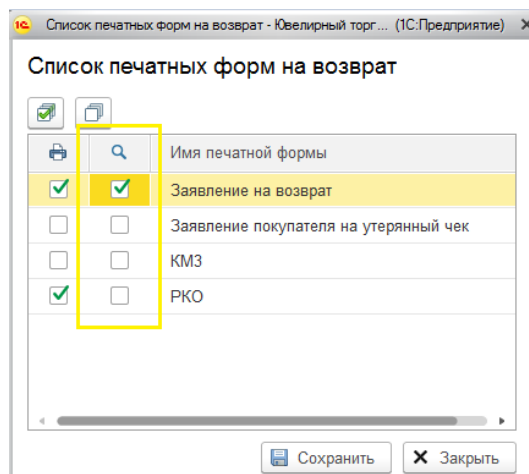 1С Список печатных форм на возврат - Ювелирный торг... (1С:Предприятие)
Список печатных форм на возврат
Имя печатной формы
Заявление на возврат
Заявление покупателя на утерянный чек
КМ3
РКО
Сохранить Закрыть